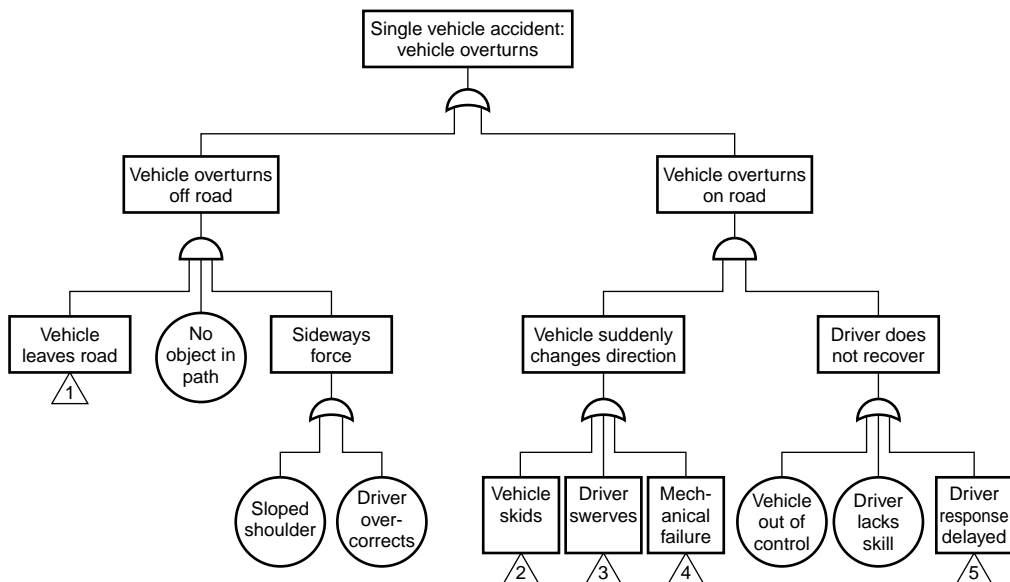 Single vehicle accident:
vehicle overturns
Vehicle overturns
off road
Vehicle overturns
on road
Vehicle
leaves road
1
No
object in
path
Sideways
force
Vehicle suddenly
changes direction
Driver does
not recover
Sloped
shoulder
Driver
over-
corrects
Vehicle
skids
2
Driver
swerves
3
Mech-
anical
failure
4
Vehicle
out of
control
Driver
lacks
skill
Driver
response
delayed
5